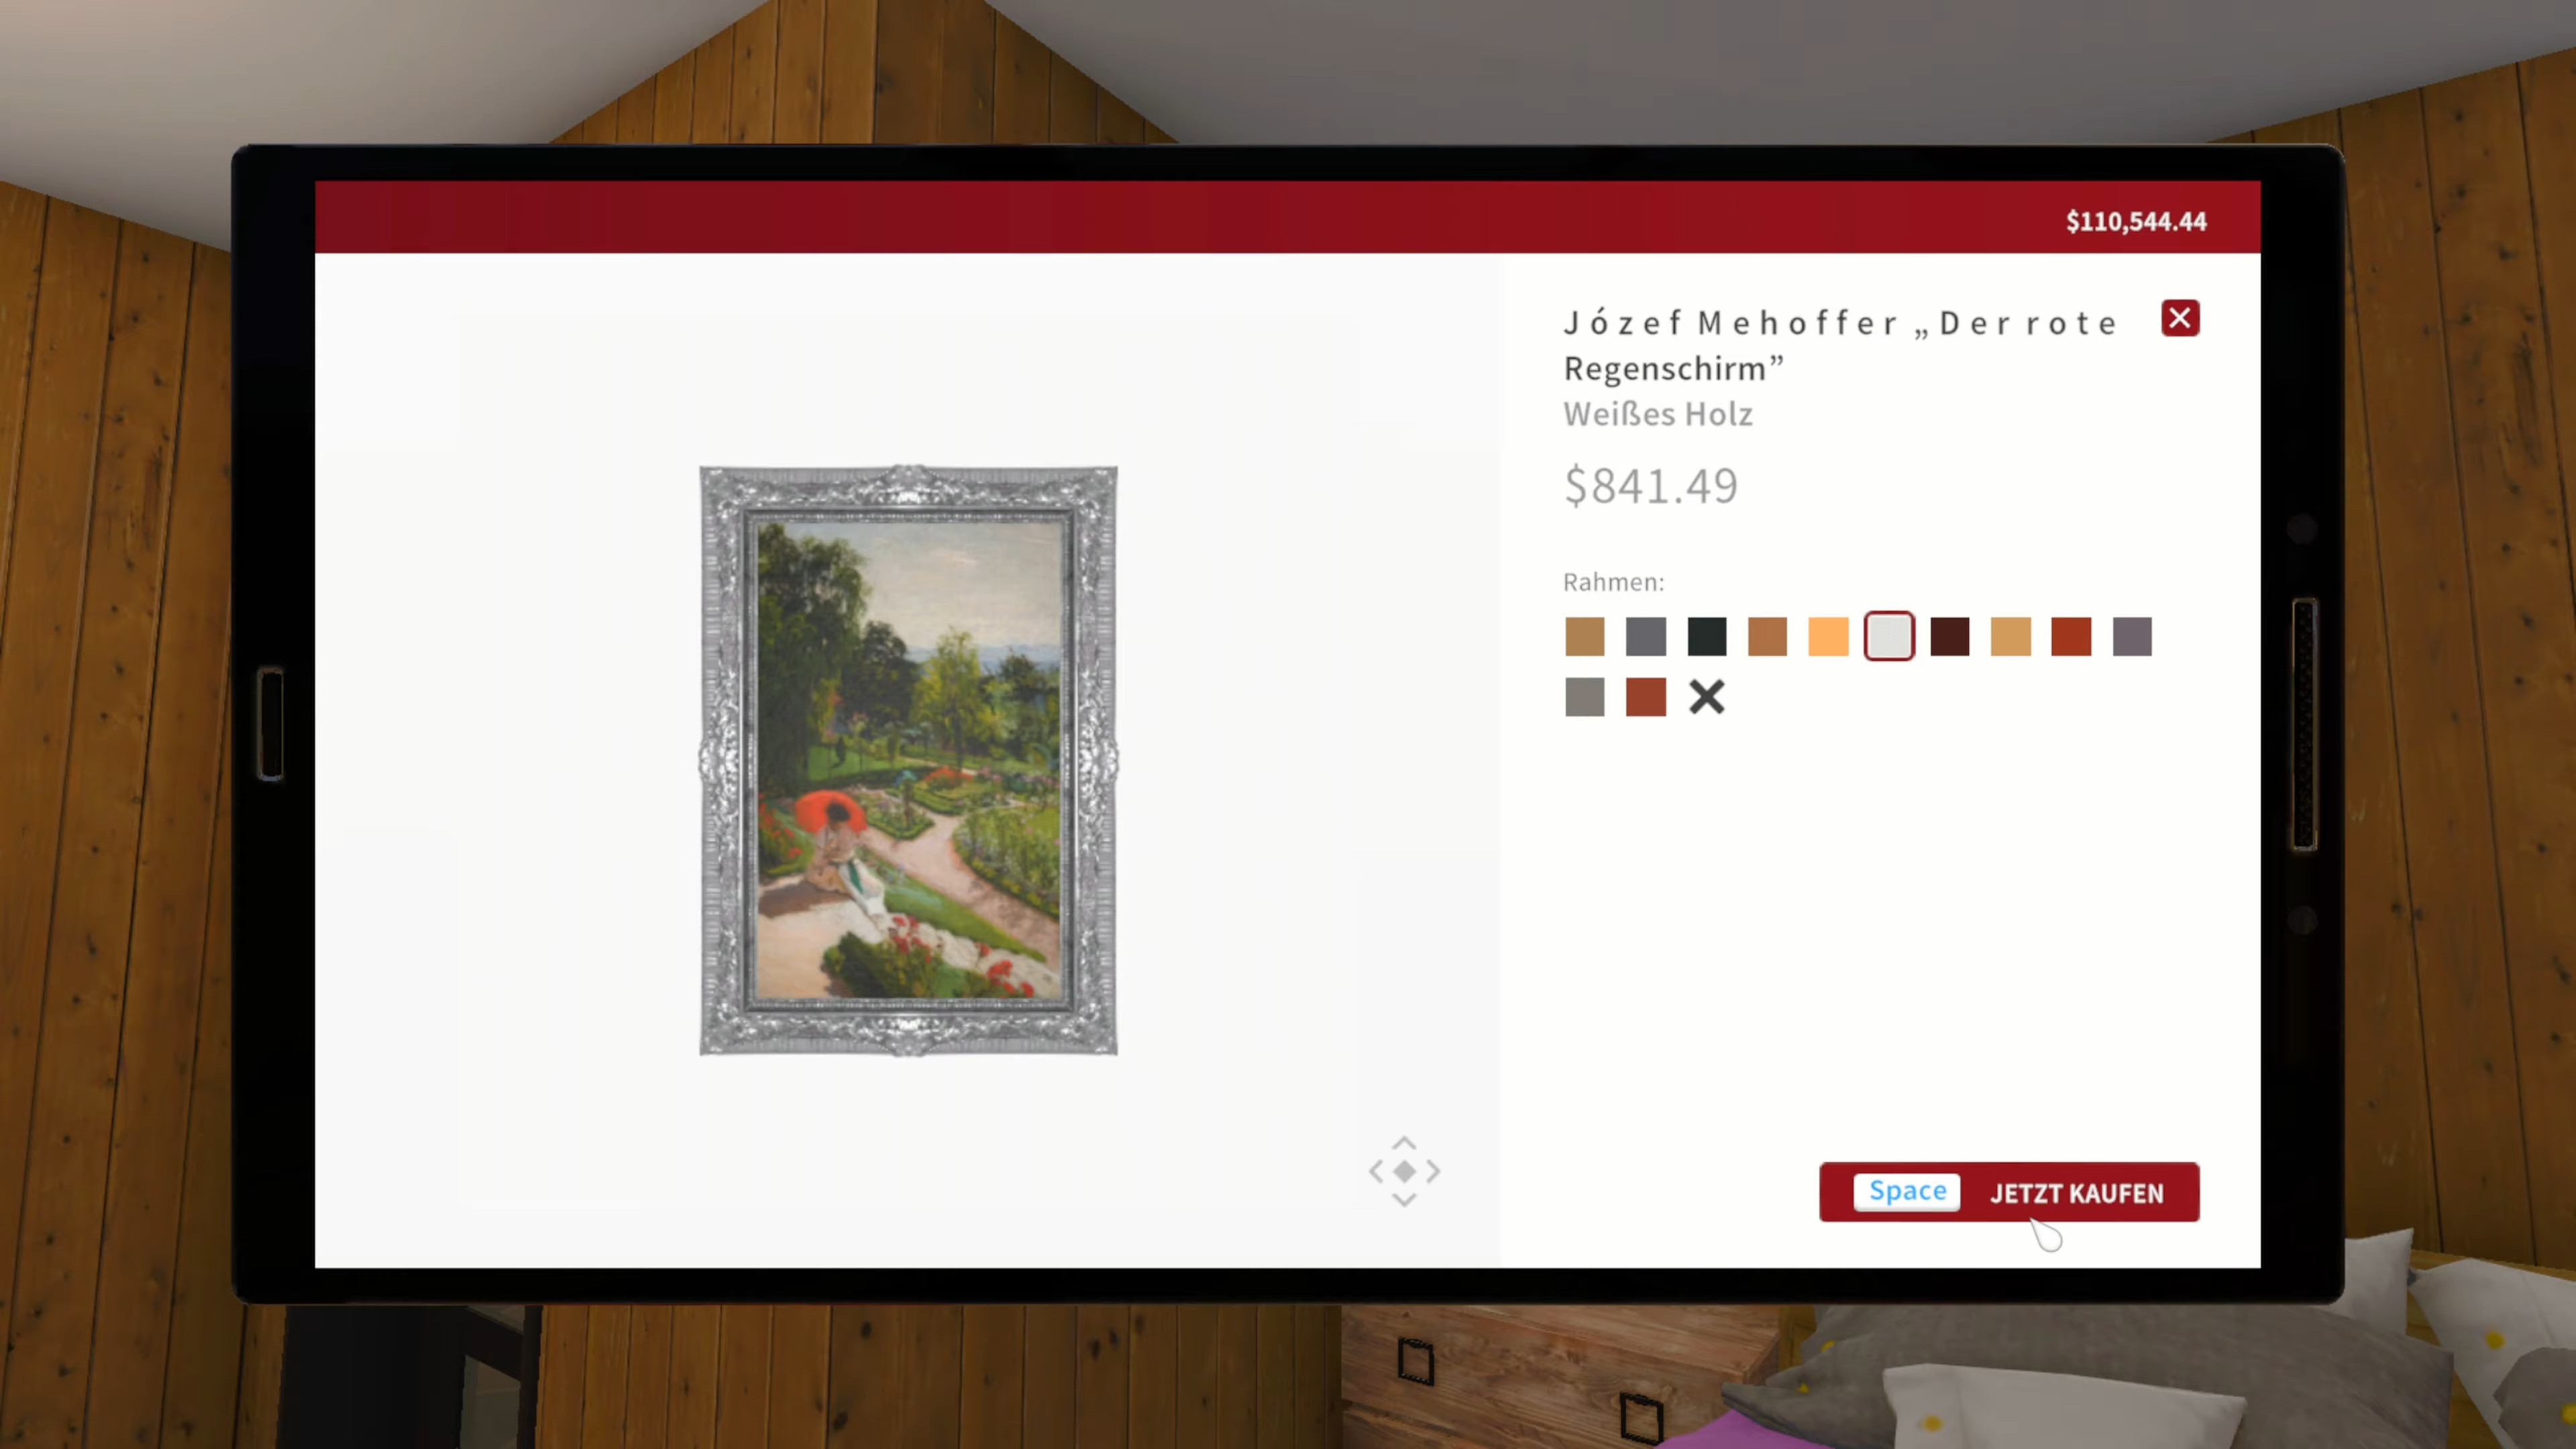 $110,544.44
Józef Mehoffer „Der rote
Regenschirm”
Weißes Holz
$841.49
Rahmen:
Space JETZT KAUFEN